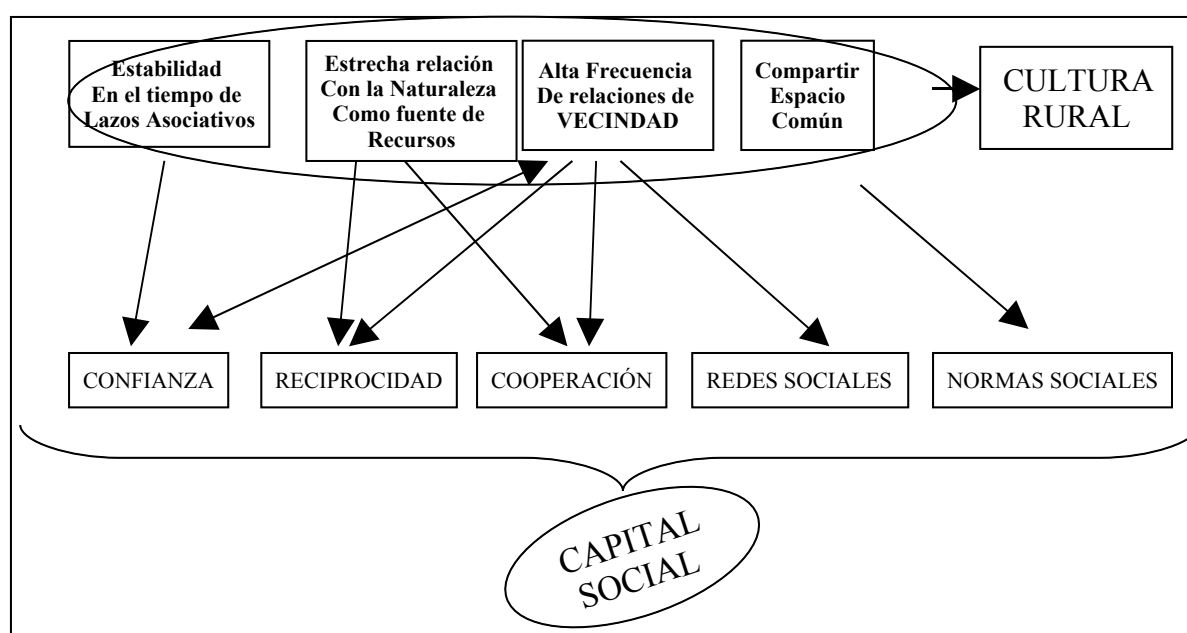 Estabilidad
En el tiempo de
Lazos Asociativos
Estrecha relación
Con la Naturaleza
Como fuente de
Recursos
Alta Frecuencia
De relaciones de
VECINDAD
Compartir
Espacio
Común
CULTURA
RURAL
CONFIANZA
RECIPROCIDAD
COOPERACIÓN
REDES SOCIALES
NORMAS SOCIALES
CAPITAL
SOCIAL